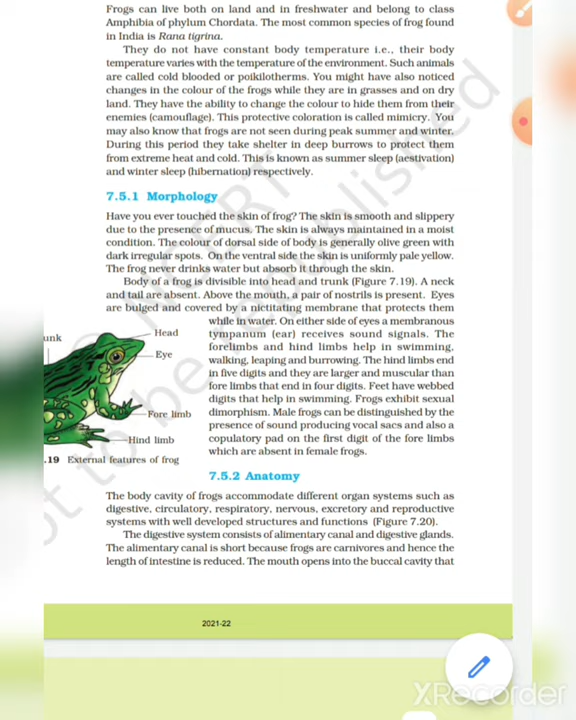 Frogs can live both on land and in freshwater and belong to class
Amphibia of phylum Chordata. The most common species of frog found
in India is Rana tigrina.
They do not have constant body temperature i.e., their body
temperature varies with the temperature of the environment. Such animals
are called cold blooded or poikilotherms. You might have also noticed
changes in the colour of the frogs while they are in grasses and on dry
land. They have the ability to change the colour to hide them from their
enemies (camouflage). This protective coloration is called mimicry. You
may also know that frogs are not seen during peak summer and winter.
During this period they take shelter in deep burrows to protect them
from extreme heat and cold. This is known as summer sleep (aestivation)
and winter sleep (hibernation) respectively.
7.5.1 Morphology
Have you ever touched the skin of frog? The skin is smooth and slippery
due to the presence of mucus. The skin is always maintained in a moist
condition. The colour of dorsal side of body is generally olive green with
dark irregular spots. On the ventral side the skin is uniformly pale yellow.
The frog never drinks water but absorb it through the skin.
Body of a frog is divisible into head and trunk (Figure 7.19). A neck
and tail are absent. Above the mouth, a pair of nostrils is present. Eyes
are bulged and covered by a nictitating membrane that protects them
while in water. On either side of eyes a membranous
tympanum (ear) receives sound signals. The
forelimbs and hind limbs help in swimming,
walking, leaping and burrowing. The hind limbs end
in five digits and they are larger and muscular than
fore limbs that end in four digits. Feet have webbed
digits that help in swimming. Frogs exhibit sexual
dimorphism. Male frogs can be distinguished by the
presence of sound producing vocal sacs and also a
copulatory pad on the first digit of the fore limbs
which are absent in female frogs.
unk
Head
Eye
Fore limb
Hind limb
.19 External features of frog
7.5.2 Anatomy
The body cavity of frogs accommodate different organ systems such as
digestive, circulatory, respiratory, nervous, excretory and reproductive
systems with well developed structures and functions (Figure 7.20).
The digestive system consists of alimentary canal and digestive glands.
The alimentary canal is short because frogs are carnivores and hence the
length of intestine is reduced. The mouth opens into the buccal cavity that
2021-22
XRecorder